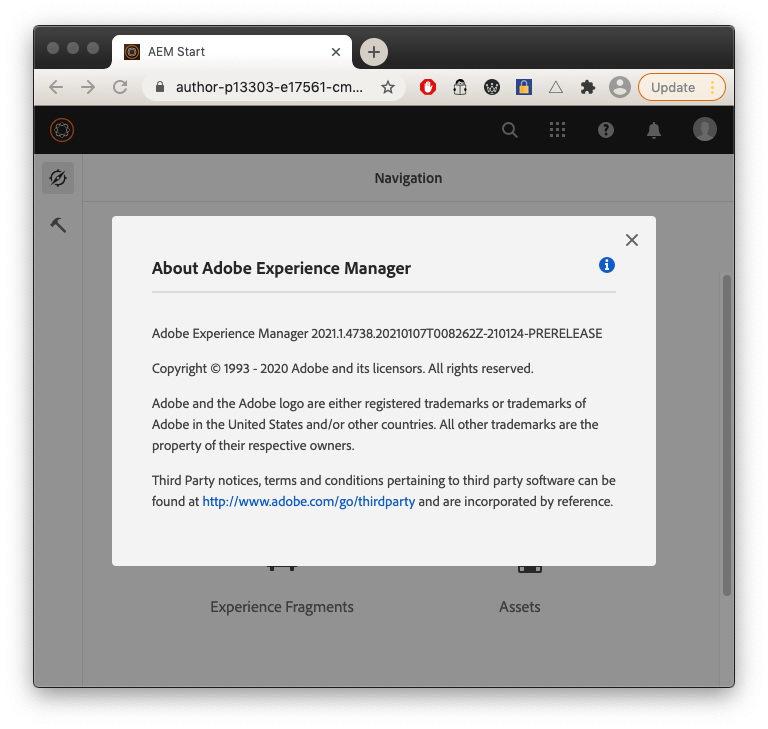 AEM Start
author-p13303-e17561-cm...
Update
Navigation
About Adobe Experience Manager
Adobe Experience Manager 2021.1.4738.20210107T008262Z-210124-PRERELEASE
Copyright © 1993 - 2020 Adobe and its licensors. All rights reserved.
Adobe and the Adobe logo are either registered trademarks or trademarks of
Adobe in the United States and/or other countries. All other trademarks are the
property of their respective owners.
Third Party notices, terms and conditions pertaining to third party software can be
found at http://www.adobe.com/go/thirdparty and are incorporated by reference.
Experience Fragments
Assets